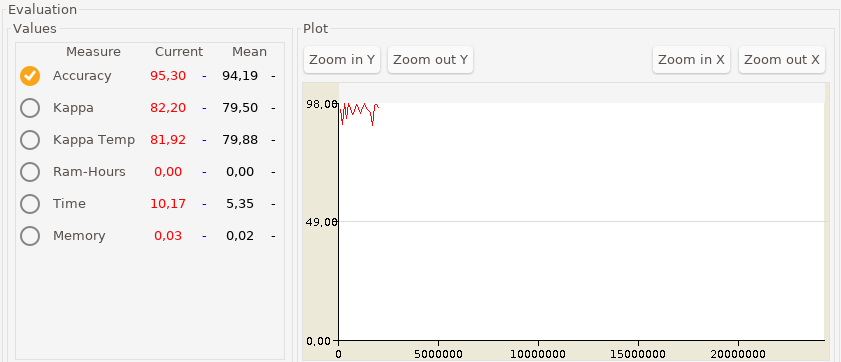 Evaluation
Values
Measure Current Mean
Accuracy 95,30 - 94,19 -
Kappa 82,20 - 79,50 -
Kappa Temp 81,92 - 79,88 -
Ram-Hours 0,00 - 0,00 -
Time 10,17 - 5,35 -
Memory 0,03 - 0,02 -
Plot
Zoom in Y Zoom out Y Zoom in X Zoom out X
98,00
49,00
0,00
0 5000000 10000000 15000000 20000000